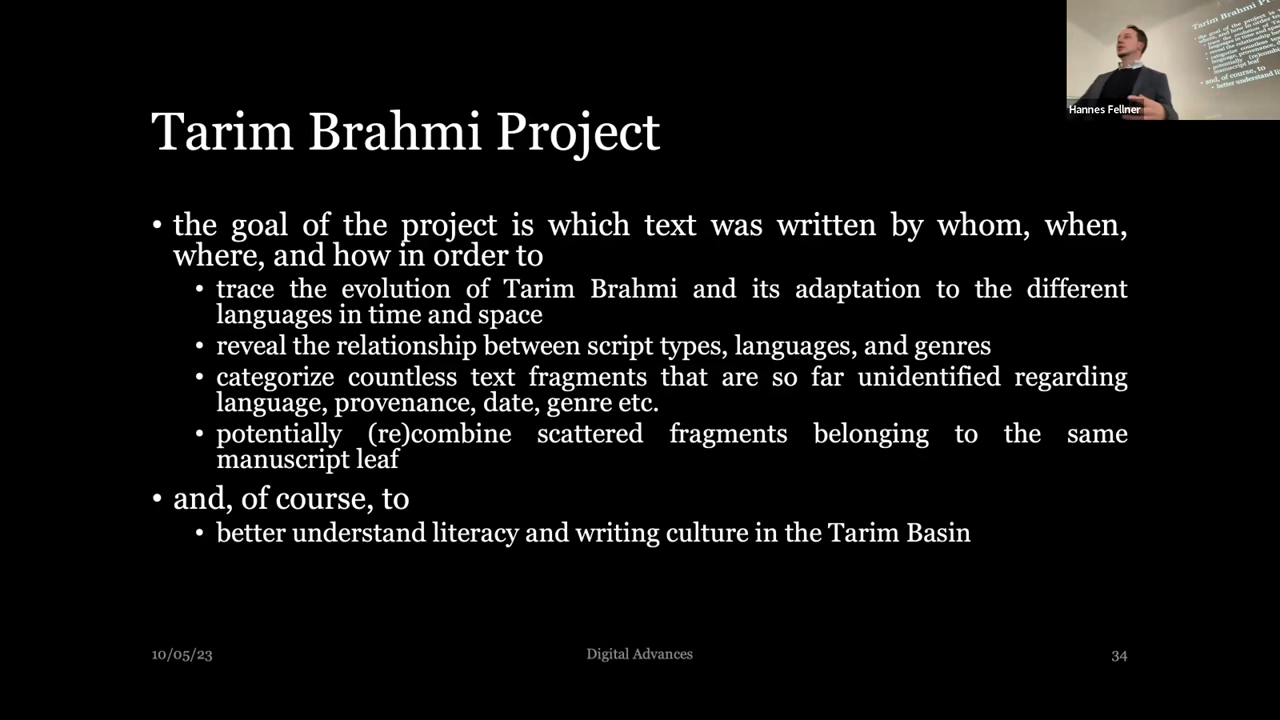 Tarim Brahmi Project
• the goal of the project is which text was written by whom, when,
where, and how in order to
• trace the evolution of Tarim Brahmi and its adaptation to the different
languages in time and space
• reveal the relationship between script types, languages, and genres
• categorize countless text fragments that are so far unidentified regarding
language, provenance, date, genre etc.
• potentially (re)combine scattered fragments belonging to the same
manuscript leaf
• and, of course, to
• better understand literacy and writing culture in the Tarim Basin
10/05/23
Digital Advances
34
Hannes Fellner